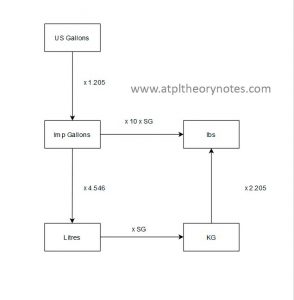 US Gallons
x 1.205
www.atpltheorynotes.com
x 10 x SG
Imp Gallons
lbs
x 4.546
x 2.205
x SG
Litres
KG